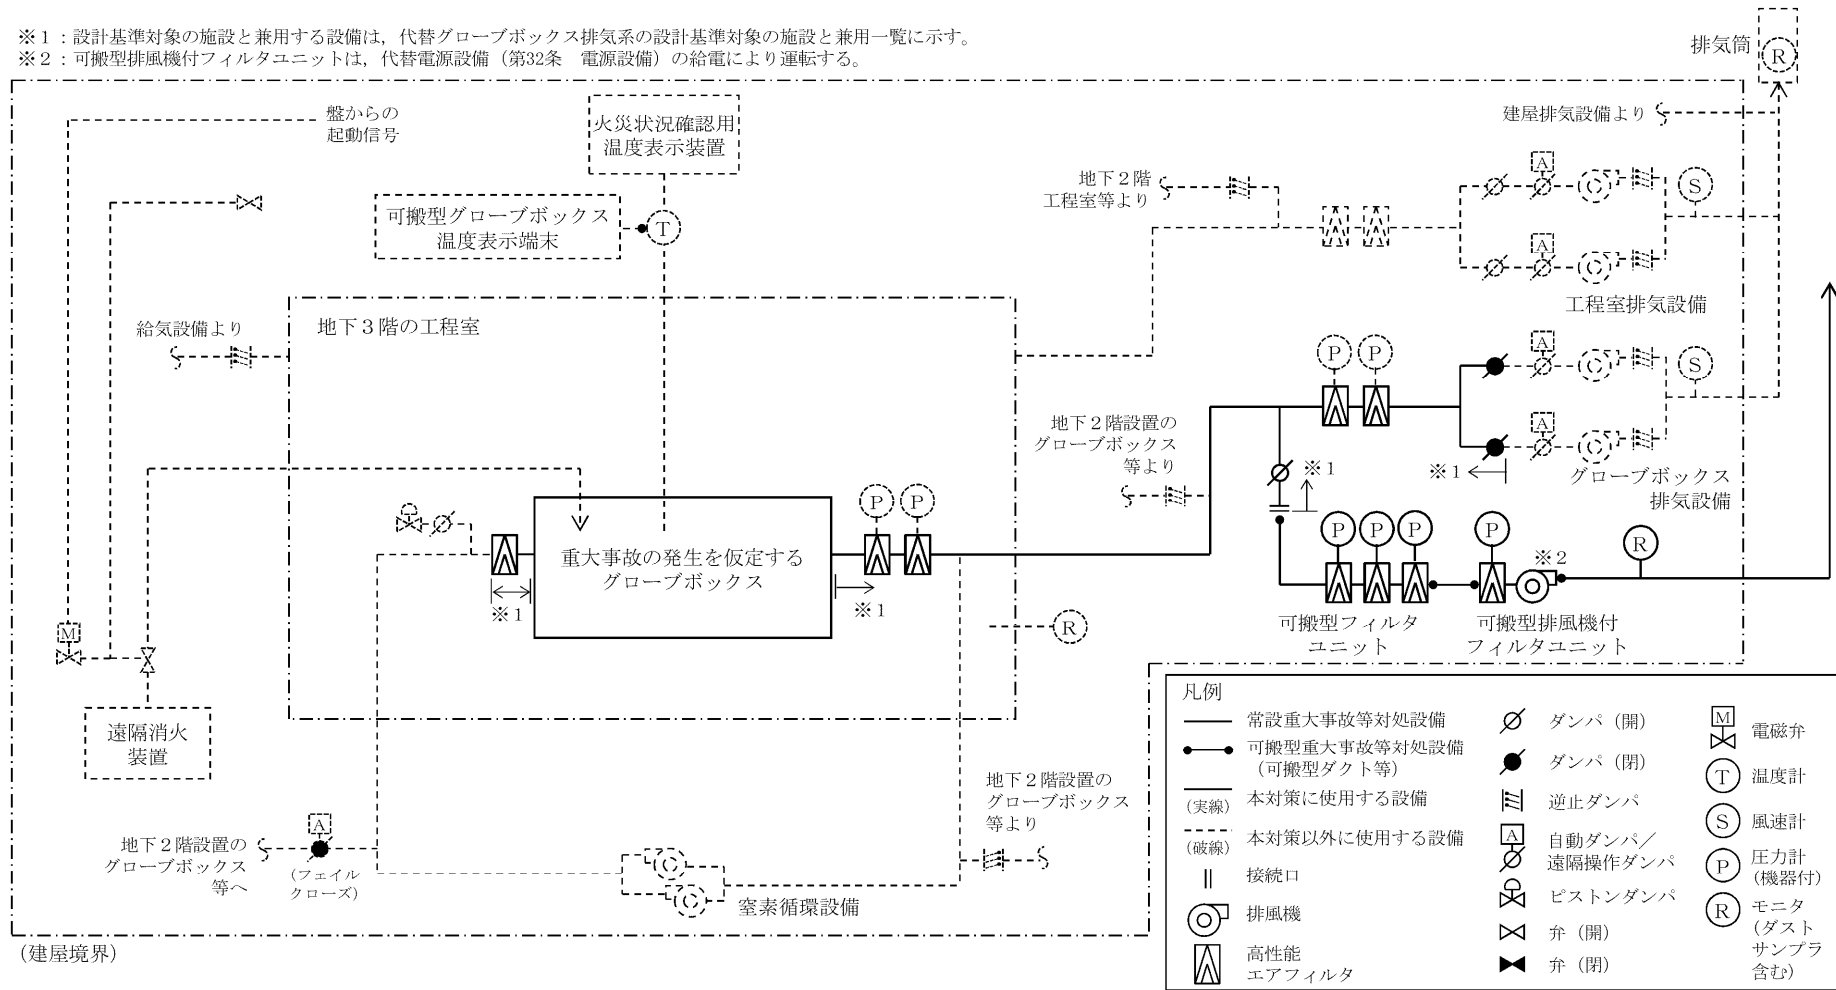 ※１：設計基準対象の施設と兼用する設備は，代替グローブボックス排気系の設計基準対象の施設と兼用一覧に示す。
※２：可搬型排風機付フィルタユニットは，代替電源設備（第32条　電源設備）の給電により運転する。
排気筒
R
盤からの
起動信号
火災状況確認用
温度表示装置
建屋排気設備より
可搬型グローブボックス
温度表示端末
T
地下２階
工程室等より
A
S
A
工程室排気設備
給気設備より
地下３階の工程室
P
P
A
S
A
地下２階設置の
グローブボックス
等より
※１
※１
グローブボックス
排気設備
P
P
重大事故の発生を仮定する
グローブボックス
※１
※１
P
P
P
P
※２
R
可搬型フィルタ
ユニット
可搬型排風機付
フィルタユニット
R
M
遠隔消火
装置
地下２階設置の
グローブボックス
等へ
A
（フェイル
クローズ）
窒素循環設備
地下２階設置の
グローブボックス
等より
（建屋境界）
凡例
常設重大事故等対処設備
可搬型重大事故等対処設備
（可搬型ダクト等）
（実線）
本対策に使用する設備
（破線）
本対策以外に使用する設備
接続口
排風機
高性能
エアフィルタ
ダンパ（開）
ダンパ（閉）
逆止ダンパ
A
自動ダンパ／
遠隔操作ダンパ
ピストンダンパ
弁（開）
弁（閉）
M
電磁弁
T
温度計
S
風速計
P
圧力計
（機器付）
R
モニタ
（ダスト
サンプラ
含む）